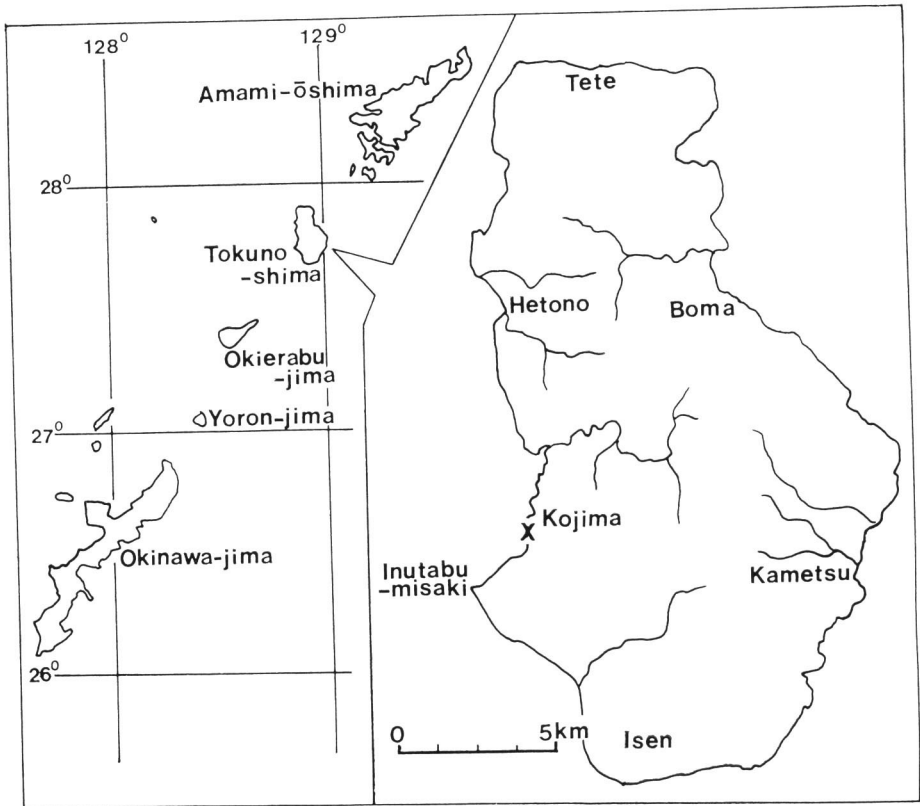 128°
129°
Amami-ōshima
28°
Tokuno
-shima
Okierabu
-jima
Yoron-jima
27°
Okinawa-jima
26°
Tete
Hetono
Boma
X
Kojima
Inutabu
-misaki
Kametsu
0
5km
Isen